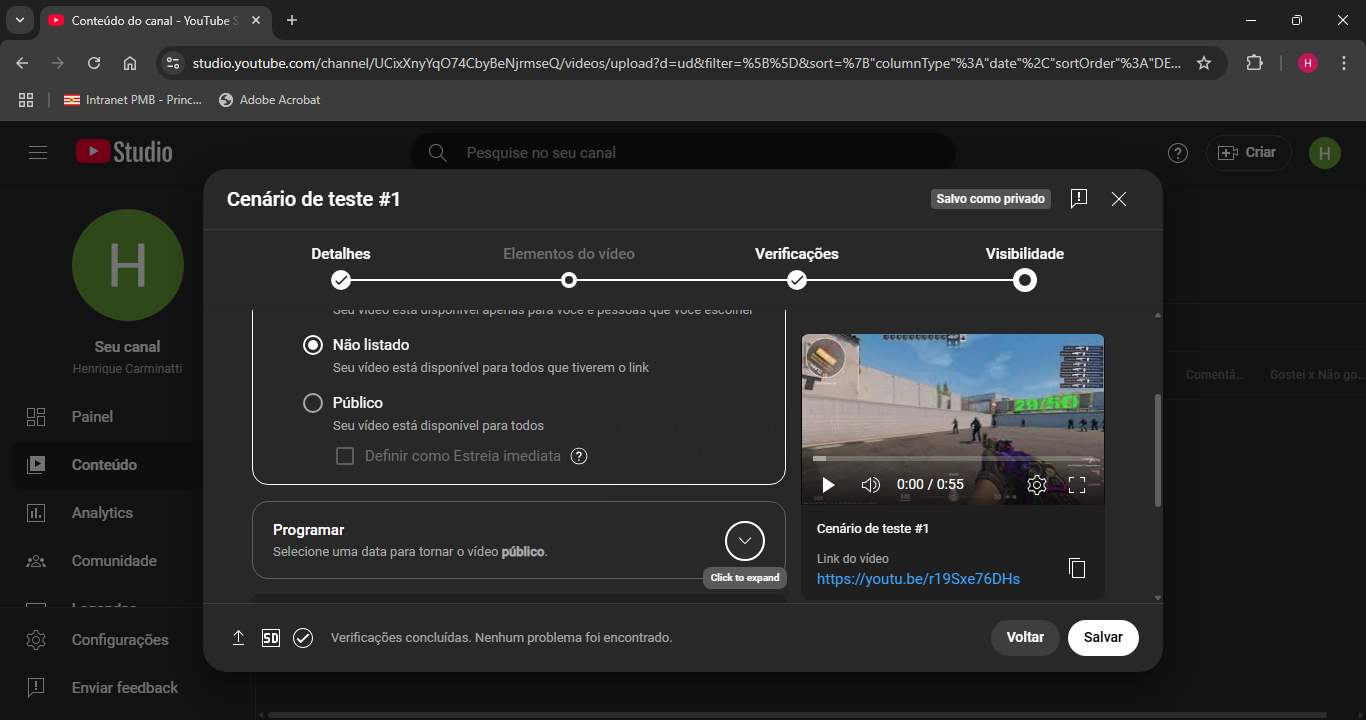 Conteúdo do canal - YouTube S
studio.youtube.com/channel/UCixXnyYqO74CbyBeNjrmseQ/videos/upload?d=ud&filter=%5B%5D&sort=%7B"columnType"%3A"date"%2C"sortOrder"%3A"DE...
H
Intranet PMB - Princ...
Adobe Acrobat
Studio
Pesquise no seu canal
Criar
H
Cenário de teste #1
Salvo como privado
Detalhes
Elementos do vídeo
Verificações
Visibilidade
H
Seu canal
Henrique Carminatti
Painel
Conteúdo
Analytics
Comunidade
Legendas
Configurações
Enviar feedback
Seu vídeo está disponível apenas para você e pessoas que você escolher
Não listado
Seu vídeo está disponível para todos que tiverem o link
Público
Seu vídeo está disponível para todos
Definir como Estreia imediata
Programar
Selecione uma data para tornar o vídeo público.
Click to expand
29/50
0:00 / 0:55
Cenário de teste #1
Link do vídeo
https://youtu.be/r19Sxe76DHs
Comentá...
Gostei x Não go...
SD
Verificações concluídas. Nenhum problema foi encontrado.
Voltar
Salvar